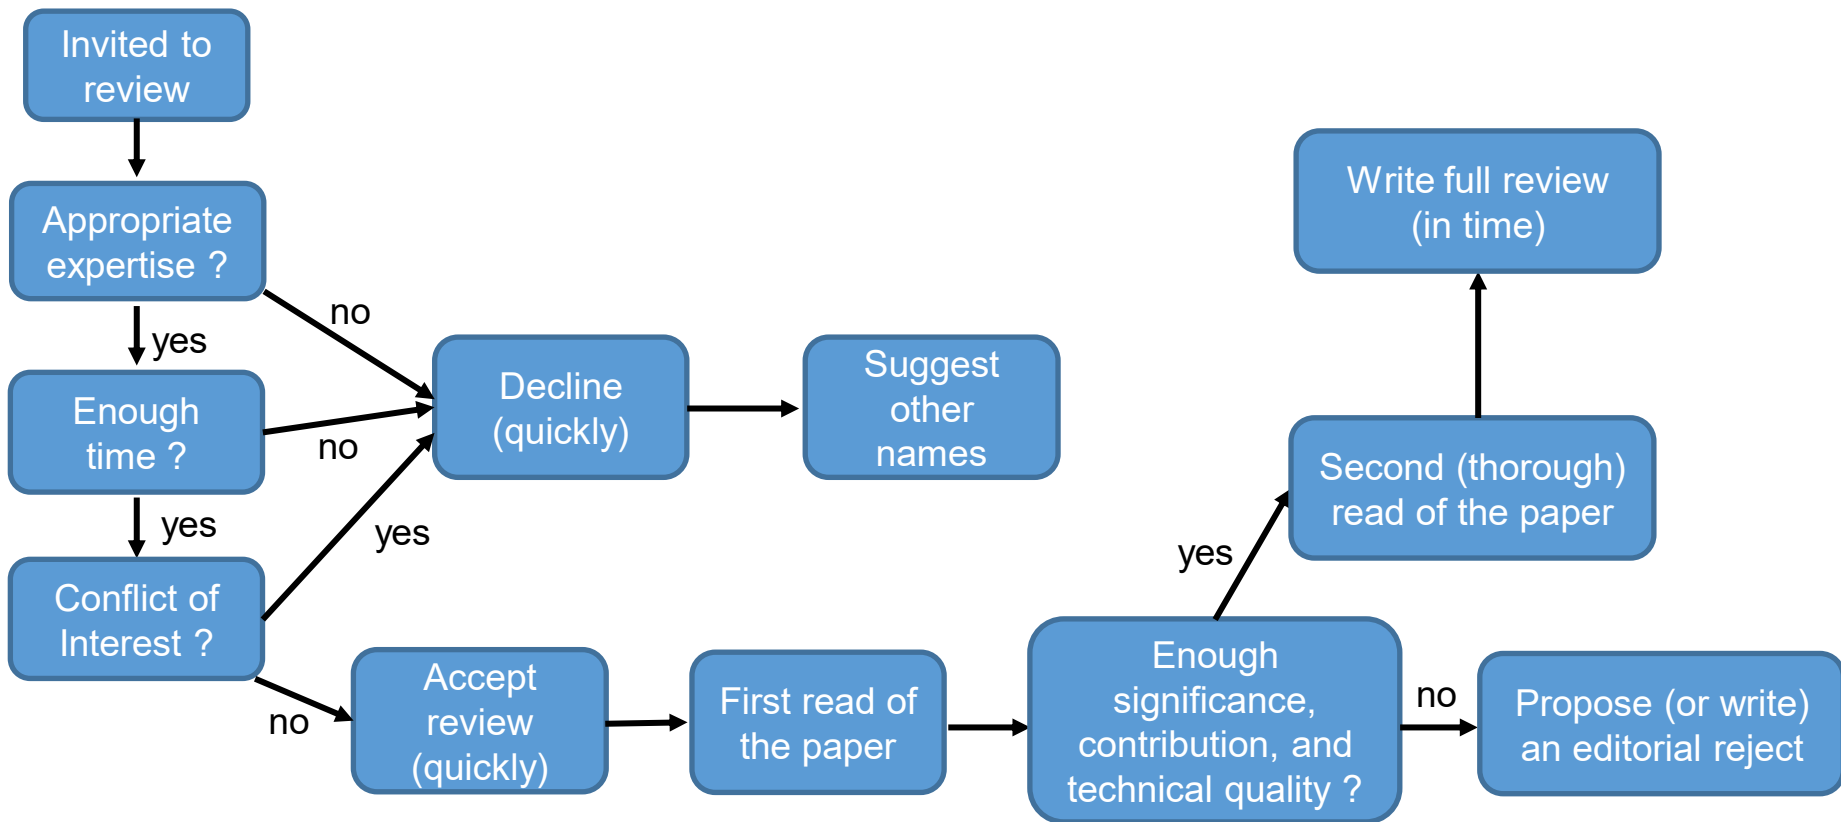 Invited to
review
Appropriate
expertise ?
no
yes
Enough
time ?
no
yes
Conflict of
Interest ?
yes
no
Decline
(quickly)
Suggest
other
names
Accept
review
(quickly)
First read of
the paper
Enough
significance,
contribution, and
technical quality ?
yes
no
Second (thorough)
read of the paper
Write full review
(in time)
Propose (or write)
an editorial reject